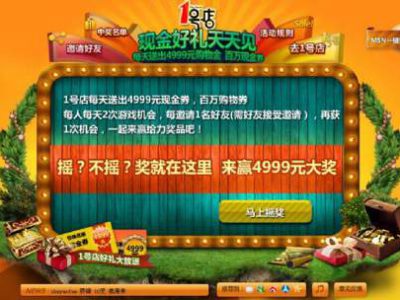 中奖名单
1号店
活动规则
邀请好友
现金好礼天天见
去1号店
每天送出4999元购物金 百万现金券
1号店每天送出4999元现金券，百万购物券
每人每天2次游戏机会，每邀请1名好友(需好友接受邀请），再获
1次机会，一起来赢给力奖品吧！
摇？不摇？奖就在这里 来赢4999元大奖
马上摇奖
4999
1号店好礼大放送
NEWS